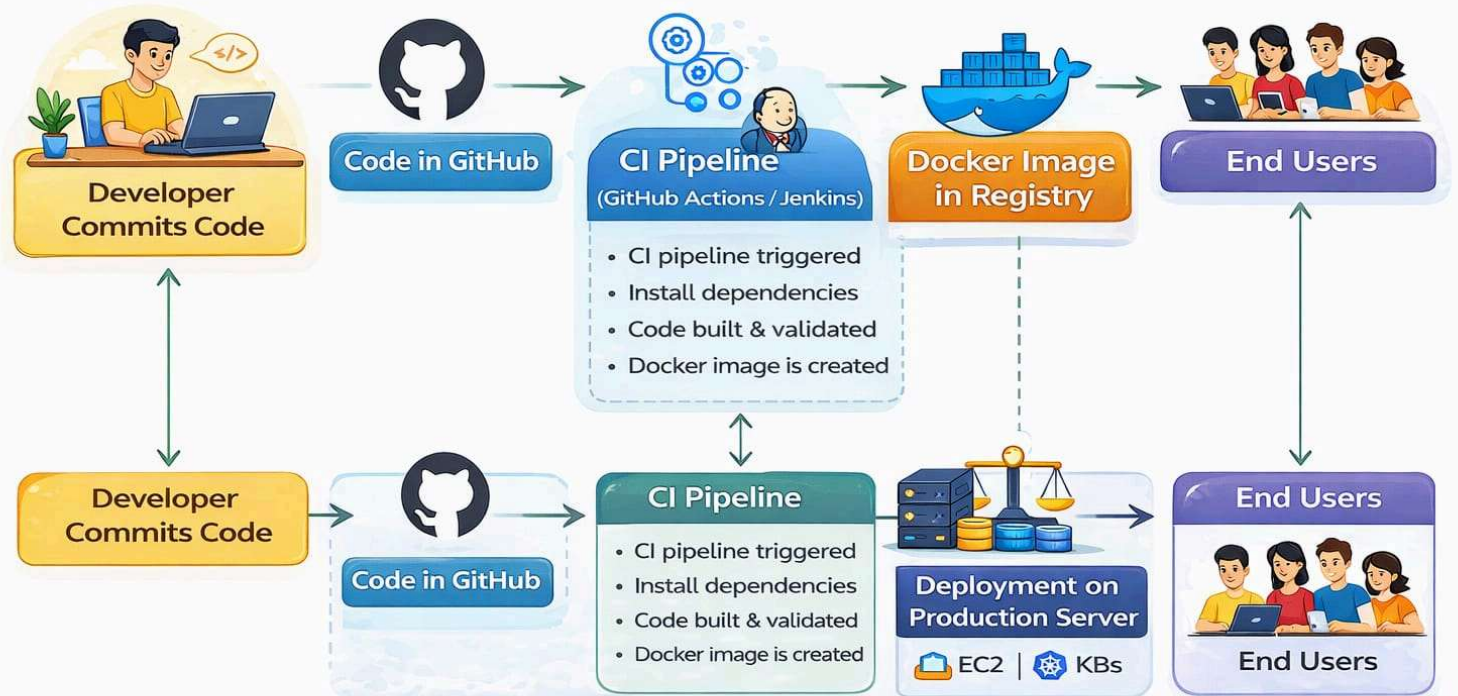 </>
Developer
Commits Code
Code in GitHub
CI Pipeline
(GitHub Actions / Jenkins)
• CI pipeline triggered
• Install dependencies
• Code built & validated
• Docker image is created
Docker Image
in Registry
End Users
Developer
Commits Code
Code in GitHub
CI Pipeline
• CI pipeline triggered
• Install dependencies
• Code built & validated
• Docker image is created
Deployment on
Production Server
EC2 | KBs
End Users
End Users